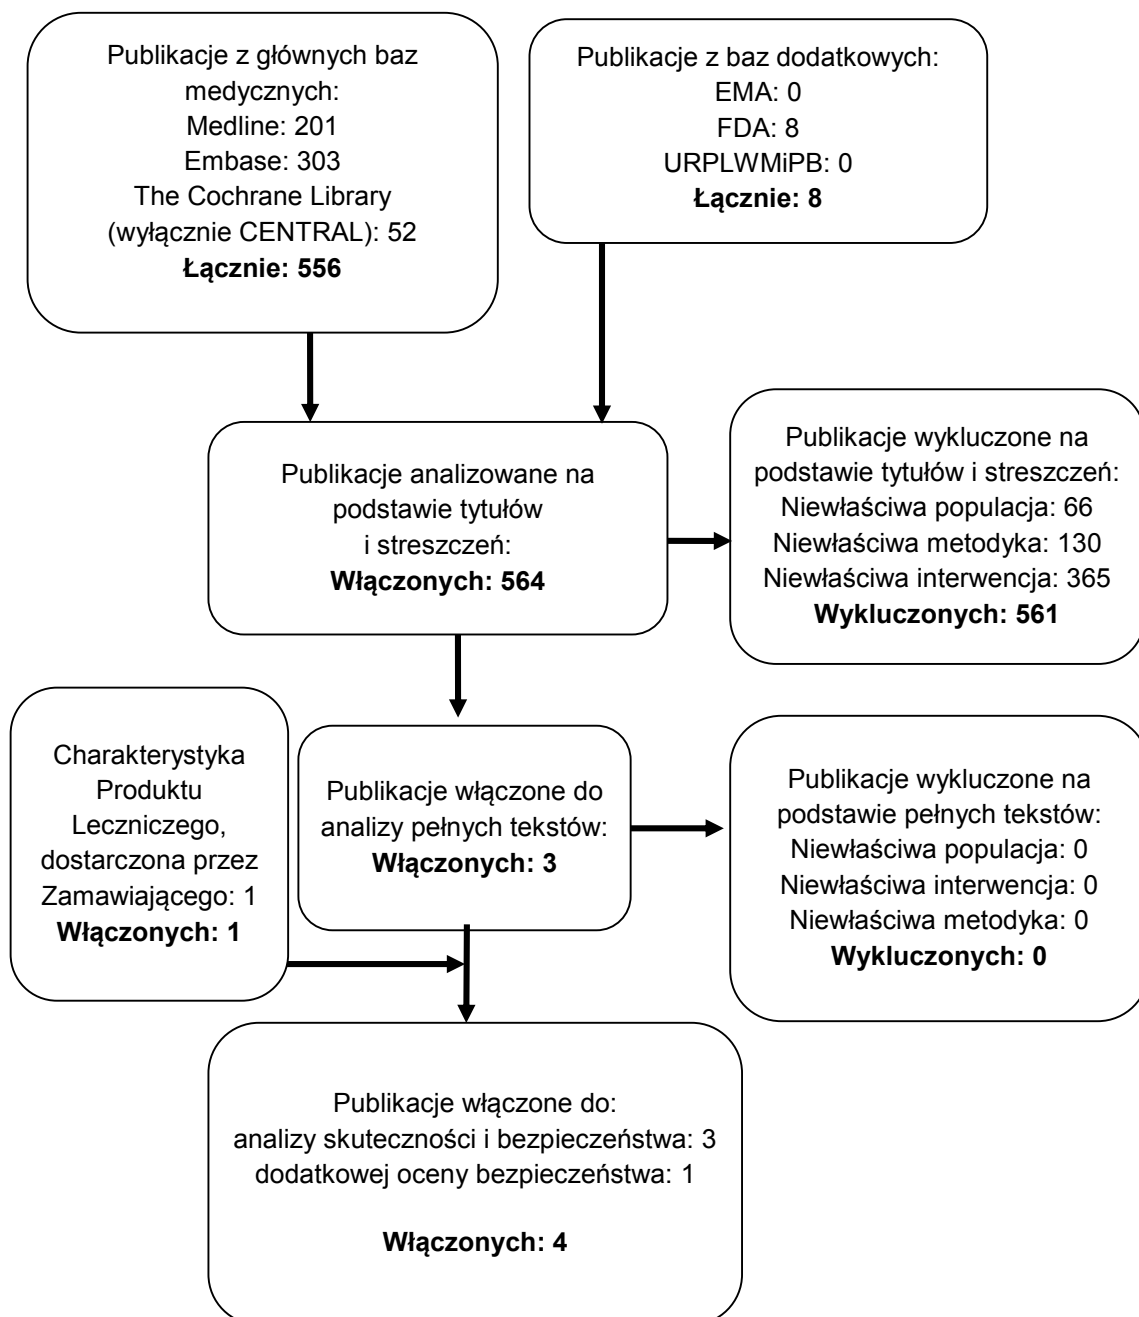 Publikacje z głównych baz
medycznych:
Medline: 201
Embase: 303
The Cochrane Library
(wyłącznie CENTRAL): 52
Łącznie: 556
Publikacje z baz dodatkowych:
EMA: 0
FDA: 8
URPLWMiPB: 0
Łącznie: 8
Publikacje analizowane na
podstawie tytułów
i streszczeń:
Włączonych: 564
Publikacje wykluczone na
podstawie tytułów i streszczeń:
Niewłaściwa populacja: 66
Niewłaściwa metodyka: 130
Niewłaściwa interwencja: 365
Wykluczonych: 561
Charakterystyka
Produktu
Leczniczego,
dostarczona przez
Zamawiającego: 1
Włączonych: 1
Publikacje włączone do
analizy pełnych tekstów:
Włączonych: 3
Publikacje wykluczone na
podstawie pełnych tekstów:
Niewłaściwa populacja: 0
Niewłaściwa interwencja: 0
Niewłaściwa metodyka: 0
Wykluczonych: 0
Publikacje włączone do:
analizy skuteczności i bezpieczeństwa: 3
dodatkowej oceny bezpieczeństwa: 1
Włączonych: 4